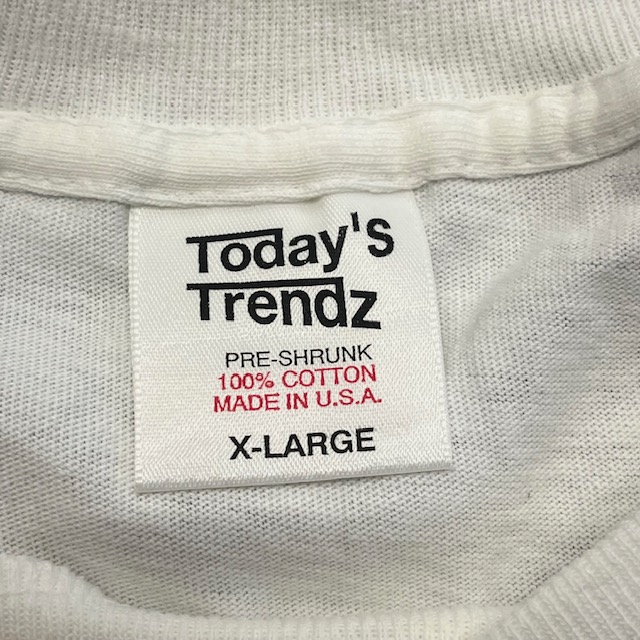 Today's
Trendz
PRE-SHRUNK
100% COTTON
MADE IN U.S.A.
X-LARGE